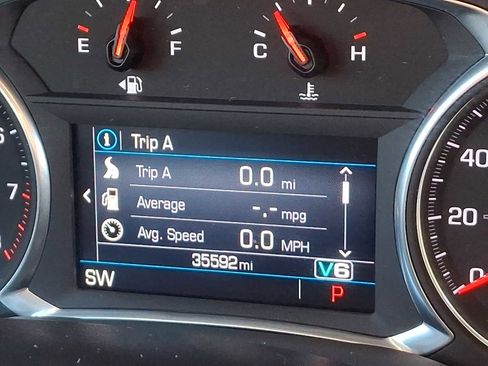 E F C H
i Trip A
Trip A 0.0 mi
Average -.- mpg
Avg. Speed 0.0 MPH
35592 mi V6
SW P
6
7
40
20
0